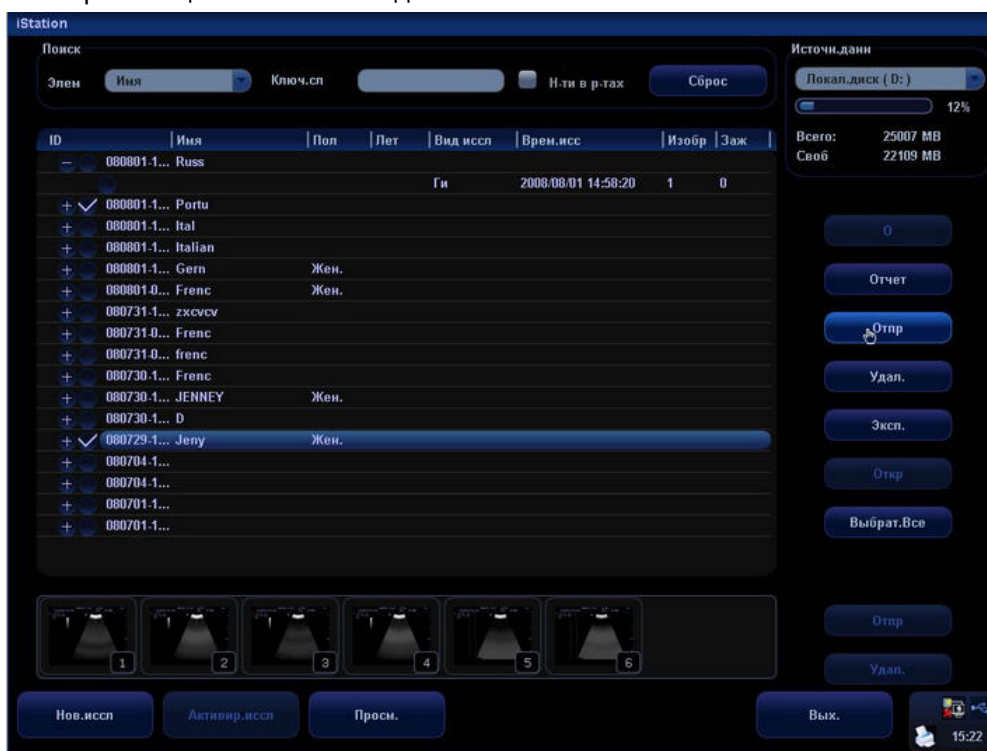 iStation
Поиск
Элем Имя Ключ.сл Н-ти в р-тах Сброс
Источн.данн
Локал.диск ( D: )
12%
Всего: 25007 MB
Своб 22109 MB
ID Имя Пол Лет Вид иссл Врем.исс Изобр Заж
080801-1... Russ
Ги 2008/08/01 14:58:20 1 0
080801-1... Portu
080801-1... Ital
080801-1... Italian
080801-1... Gern Жен.
080801-0... Frenc Жен.
080731-1... zxcvcv
080731-0... Frenc
080731-0... frenc
080730-1... Frenc
080730-1... JENNEY Жен.
080730-1... D
080729-1... Jeny Жен.
080704-1...
080704-1...
080701-1...
080701-1...
О
Отчет
Отпр
Удал.
Эксп.
Откр
Выбрат.Все
1 2 3 4 5 6
Отпр
Удал.
Нов.иссл Активир.иссл Просм. Вых.
15:22